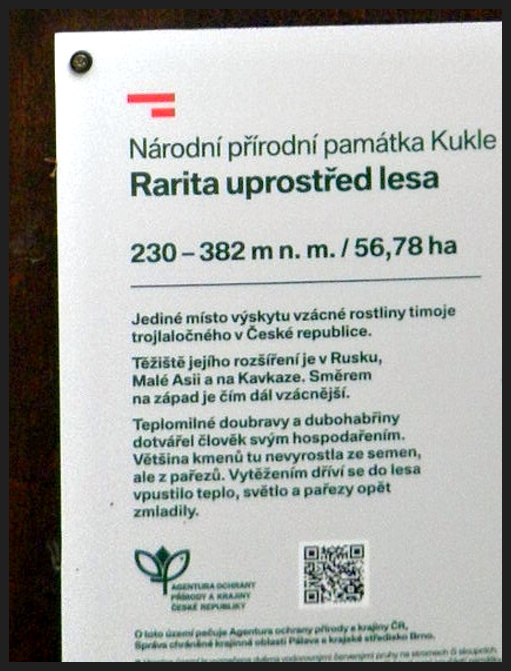 Národní přírodní památka Kukle
Rarita uprostřed lesa
230 – 382 m n. m. / 56,78 ha
Jediné místo výskytu vzácné rostliny timoje
trojlaločného v České republice.
Těžiště jejího rozšíření je v Rusku,
Malé Asii a na Kavkaze. Směrem
na západ je čím dál vzácnější.
Teplomilné doubravy a dubohabřiny
dotvářel člověk svým hospodařením.
Většina kmenů tu nevyrostla ze semen,
ale z pařezů. Vytěžením dříví se do lesa
vpustilo teplo, světlo a pařezy opět
zmladily.
AGENTURA OCHRANY
PŘÍRODY A KRAJINY
ČESKÉ REPUBLIKY
O toto území pečuje Agentura ochrany přírody a krajiny ČR,
Správa chráněné krajinné oblasti Pálava a krajské středisko Brno.